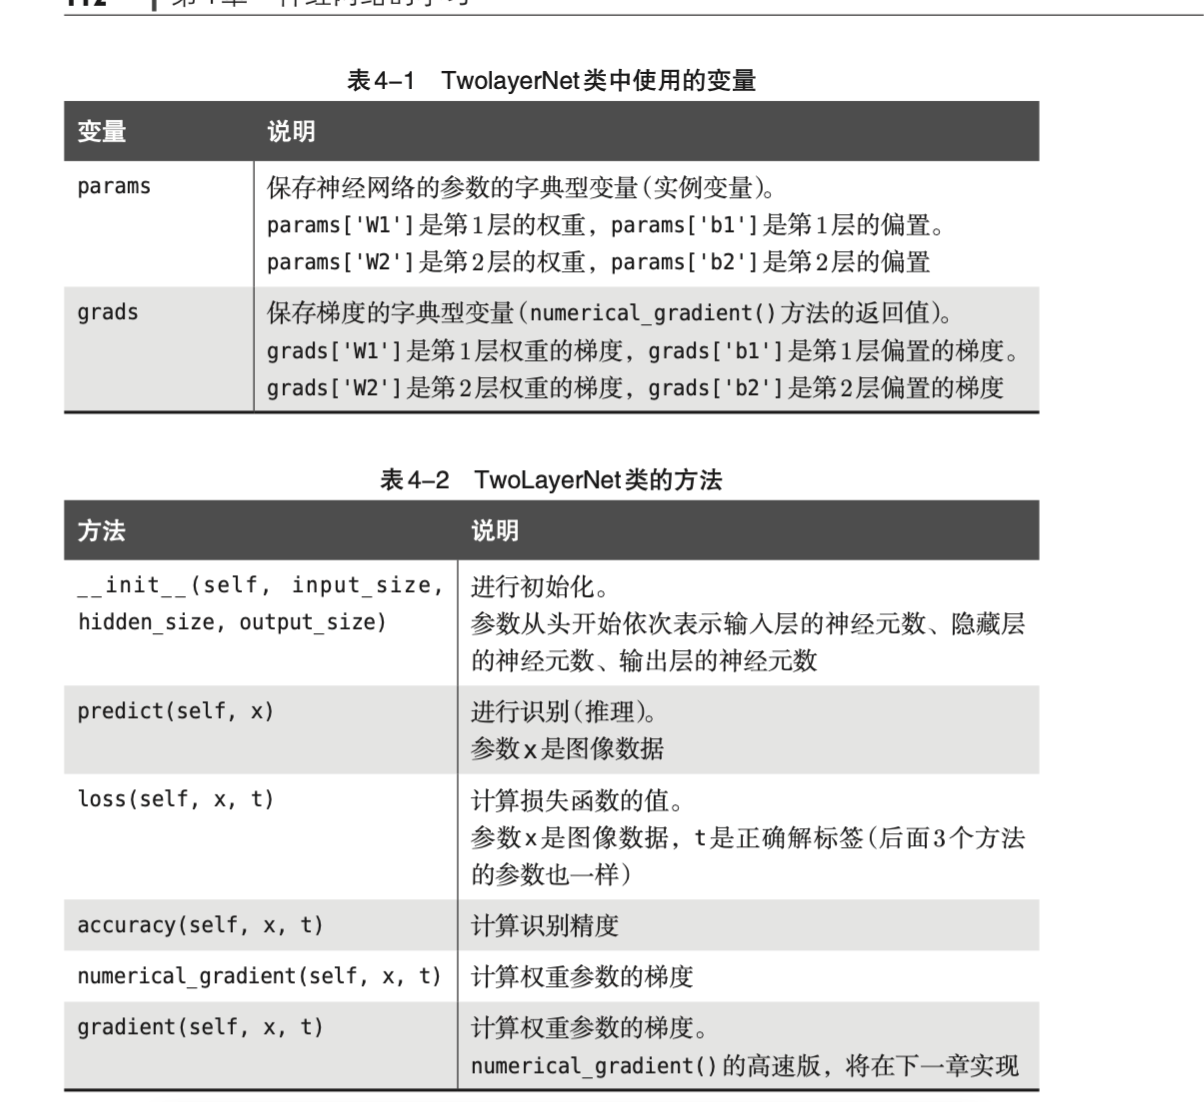 表4–1 TwolayerNet类中使用的变量
变量 说明
params 保存神经网络的参数的字典型变量（实例变量）。
params['W1']是第1层的权重，params['b1']是第1层的偏置。
params['W2']是第2层的权重，params['b2']是第2层的偏置
grads 保存梯度的字典型变量（numerical_gradient()方法的返回值）。
grads['W1']是第1层权重的梯度，grads['b1']是第1层偏置的梯度。
grads['W2']是第2层权重的梯度，grads['b2']是第2层偏置的梯度
表4–2 TwoLayerNet类的方法
方法 说明
__init__(self, input_size, 进行初始化。
hidden_size, output_size) 参数从头开始依次表示输入层的神经元数、隐藏层
的神经元数、输出层的神经元数
predict(self, x) 进行识别（推理）。
参数x是图像数据
loss(self, x, t) 计算损失函数的值。
参数x是图像数据，t是正确解标签（后面3个方法
的参数也一样）
accuracy(self, x, t) 计算识别精度
numerical_gradient(self, x, t) 计算权重参数的梯度
gradient(self, x, t) 计算权重参数的梯度。
numerical_gradient()的高速版，将在下一章实现